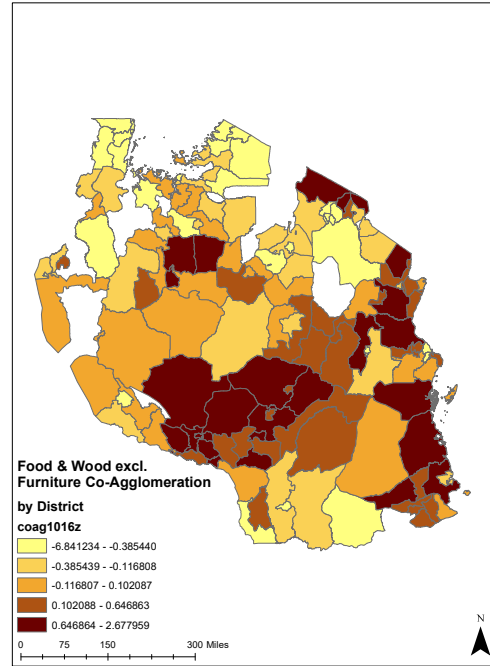 Food & Wood excl.
Furniture Co-Agglomeration
by District
coag1016z
-6.841234 - -0.385440
-0.385439 - -0.116808
-0.116807 - 0.102087
0.102088 - 0.646863
0.646864 - 2.677959
0 75 150 300 Miles
N